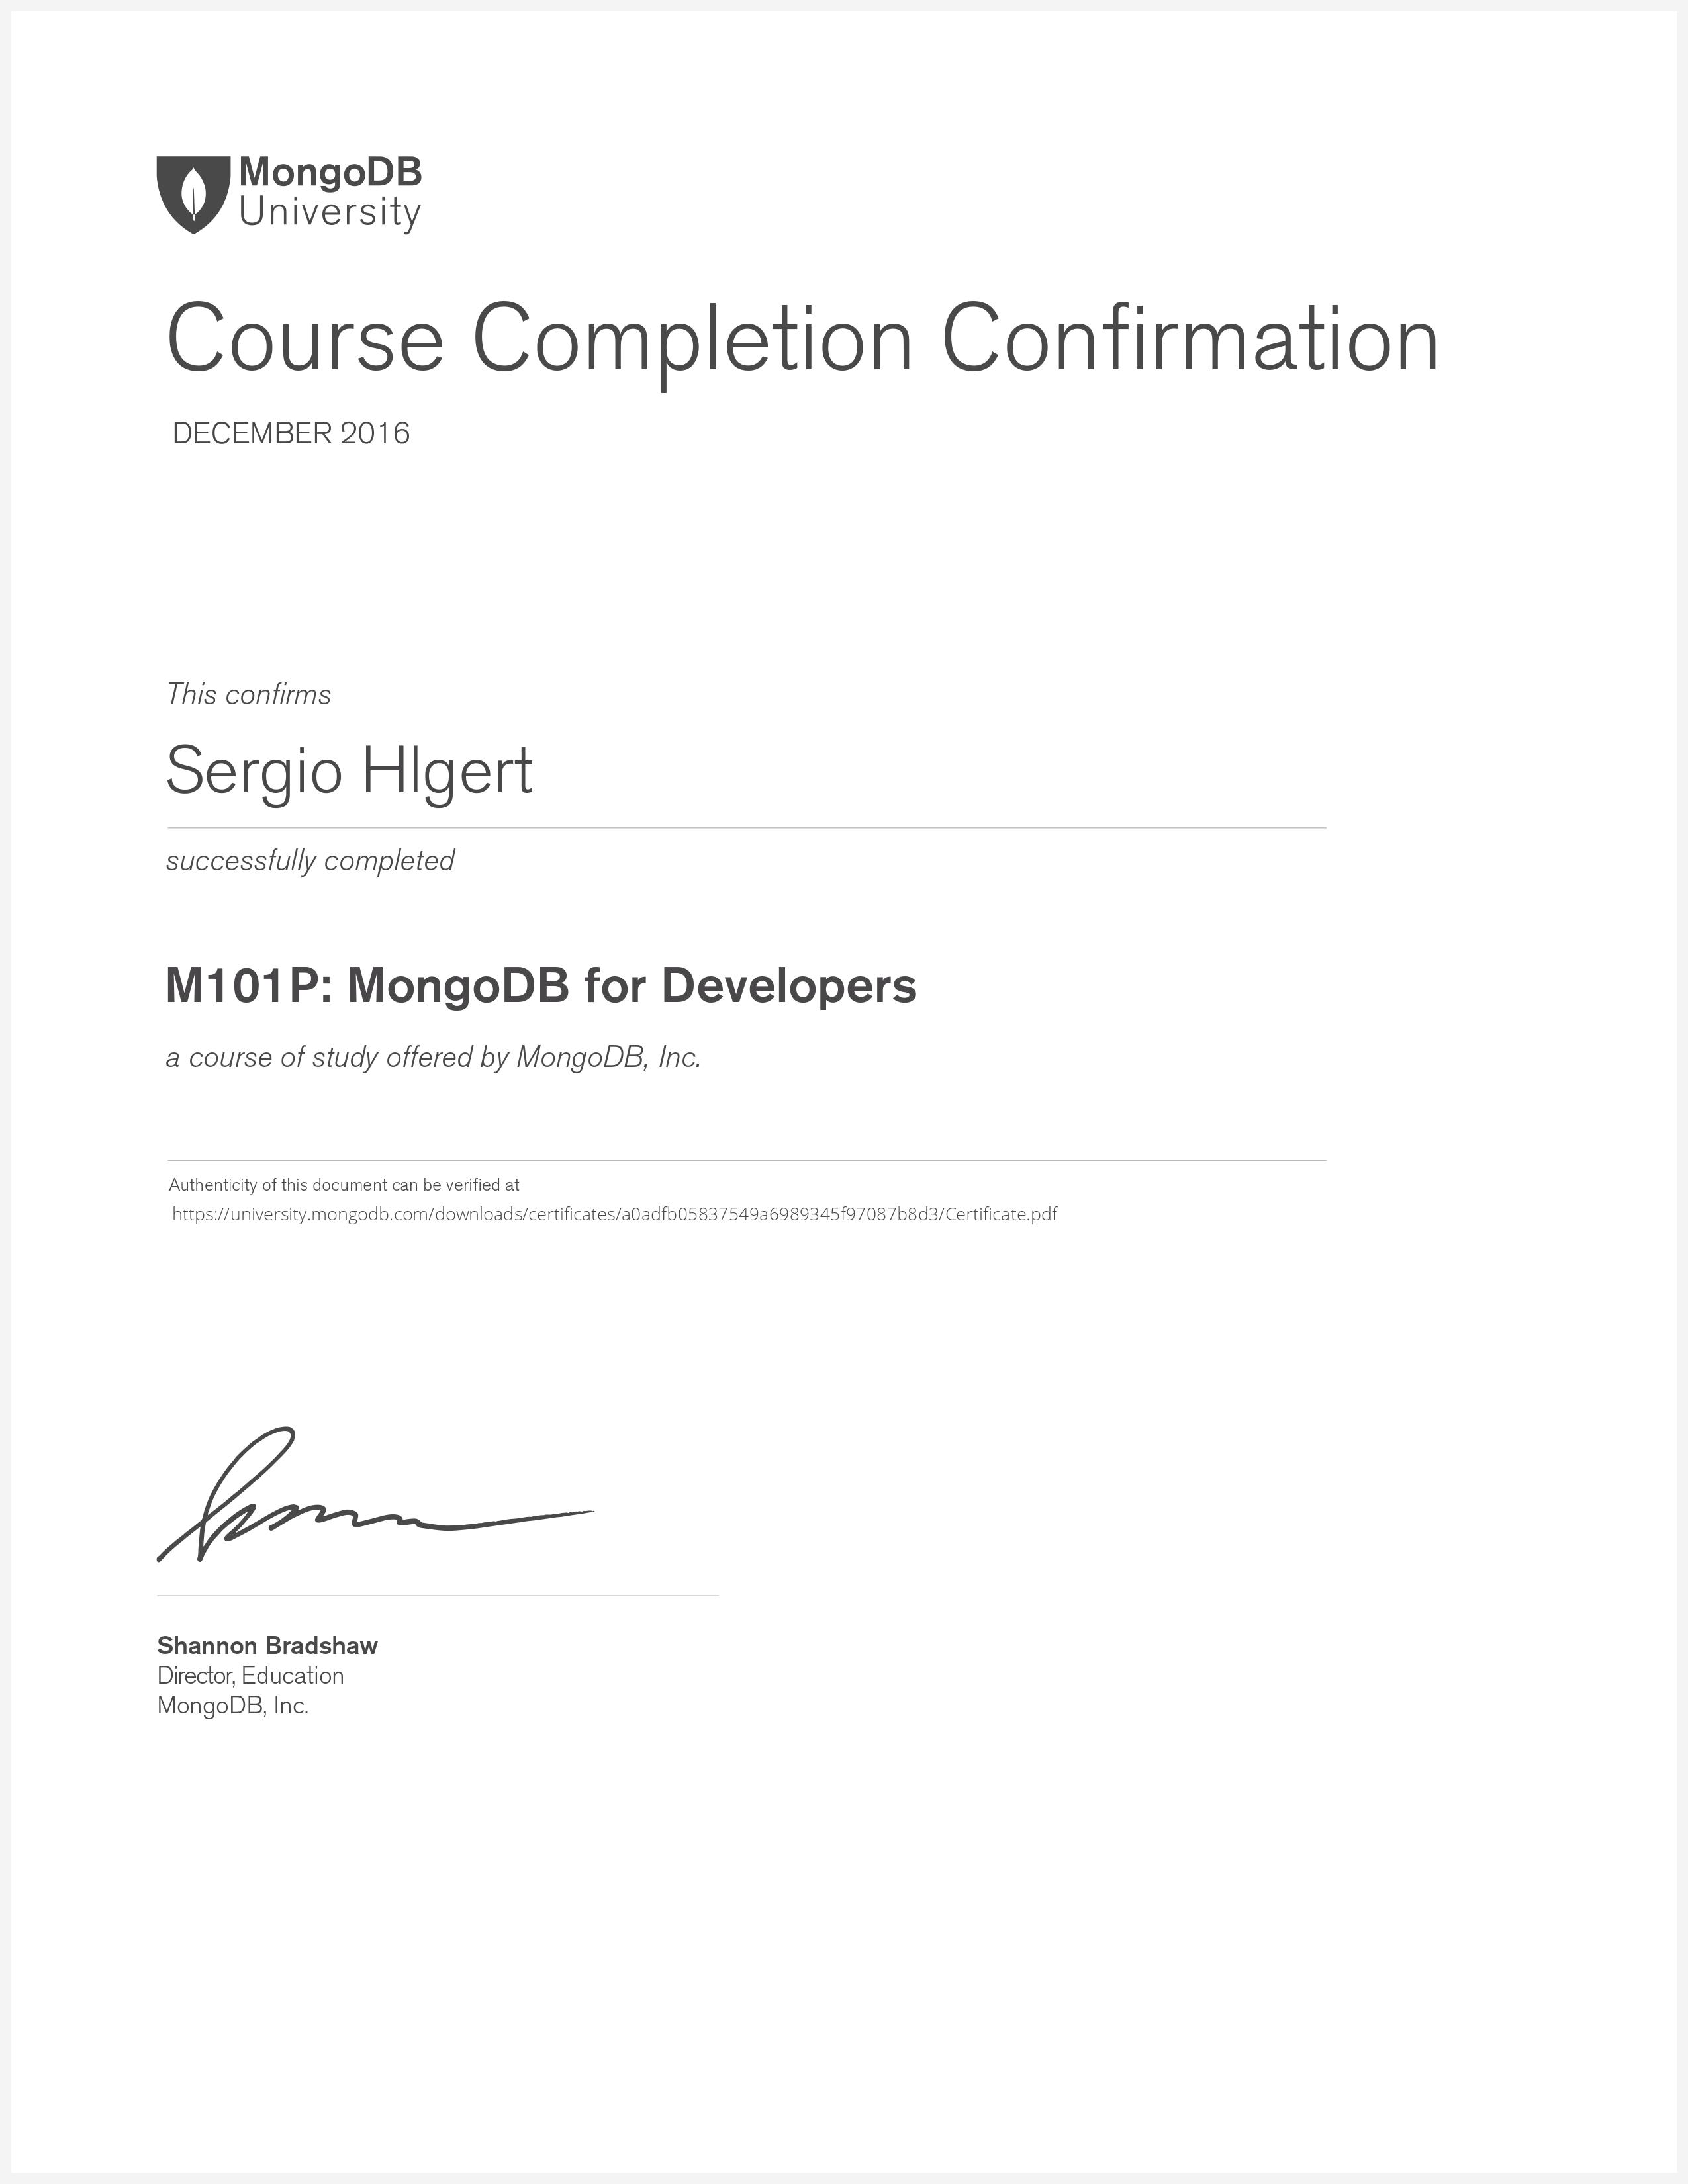 MongoDB
University
Course Completion Confirmation
DECEMBER 2016
This confirms
Sergio HIgert
successfully completed
M101P: MongoDB for Developers
a course of study offered by MongoDB, Inc.
Authenticity of this document can be verified at
https://university.mongodb.com/downloads/certificates/a0adfb05837549a6989345f97087b8d3/Certificate.pdf
Shannon Bradshaw
Director, Education
MongoDB, Inc.